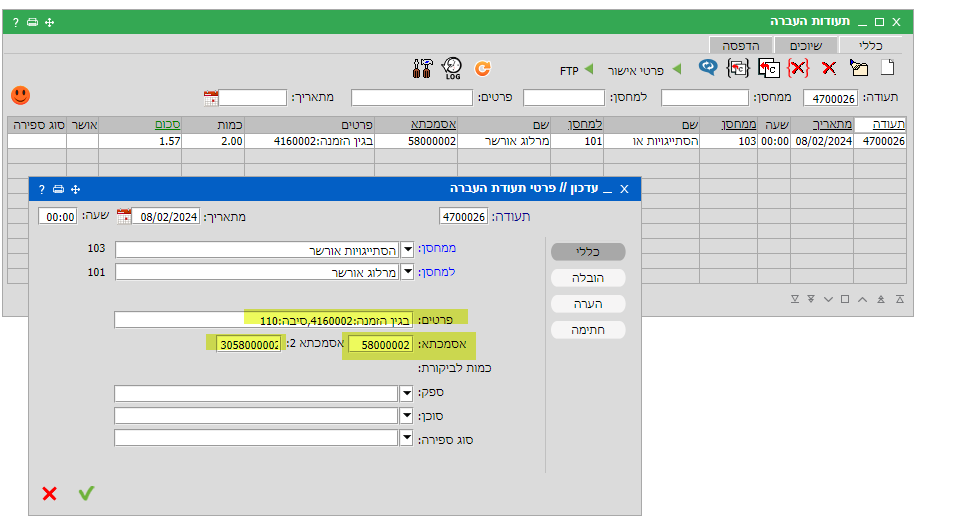 תעודות העברה
כללי שיוכים הדפסה
פרטי אישור FTP LOG
תעודה: 4700026 ממחסן: למחסן: פרטים: מתאריך:
תעודה מתאריך שעה ממחסן שם למחסן שם אסמכתא פרטים כמות סכום אושר סוג ספירה
4700026 08/02/2024 00:00 103 הסתייגויות או 101 מרלוג אורשר 58000002 בגין הזמנה:4160002 2.00 1.57
עדכון // פרטי תעודת העברה
תעודה: 4700026 מתאריך: 08/02/2024 שעה: 00:00
כללי
הובלה
הערה
חתימה
ממחסן: הסתייגויות אורשר 103
למחסן: מרלוג אורשר 101
פרטים: בגין הזמנה:4160002,סיבה:110
אסמכתא: 58000002 אסמכתא 2: 3058000002
כמות לביקורת:
ספק:
סוכן:
סוג ספירה: